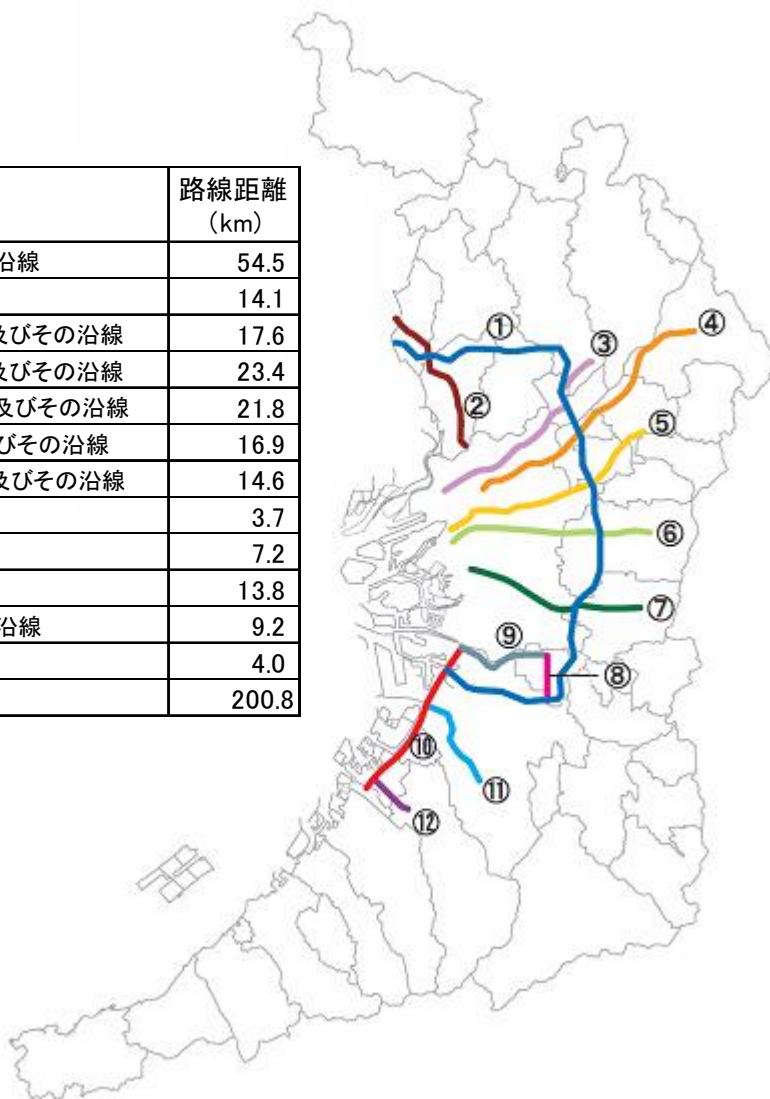 路線距離
(km)
沿線 54.5
14.1
及びその沿線 17.6
及びその沿線 23.4
及びその沿線 21.8
びその沿線 16.9
及びその沿線 14.6
3.7
7.2
13.8
沿線 9.2
4.0
200.8
①
②
③
④
⑤
⑥
⑦
⑨
⑧
⑩
⑪
⑫